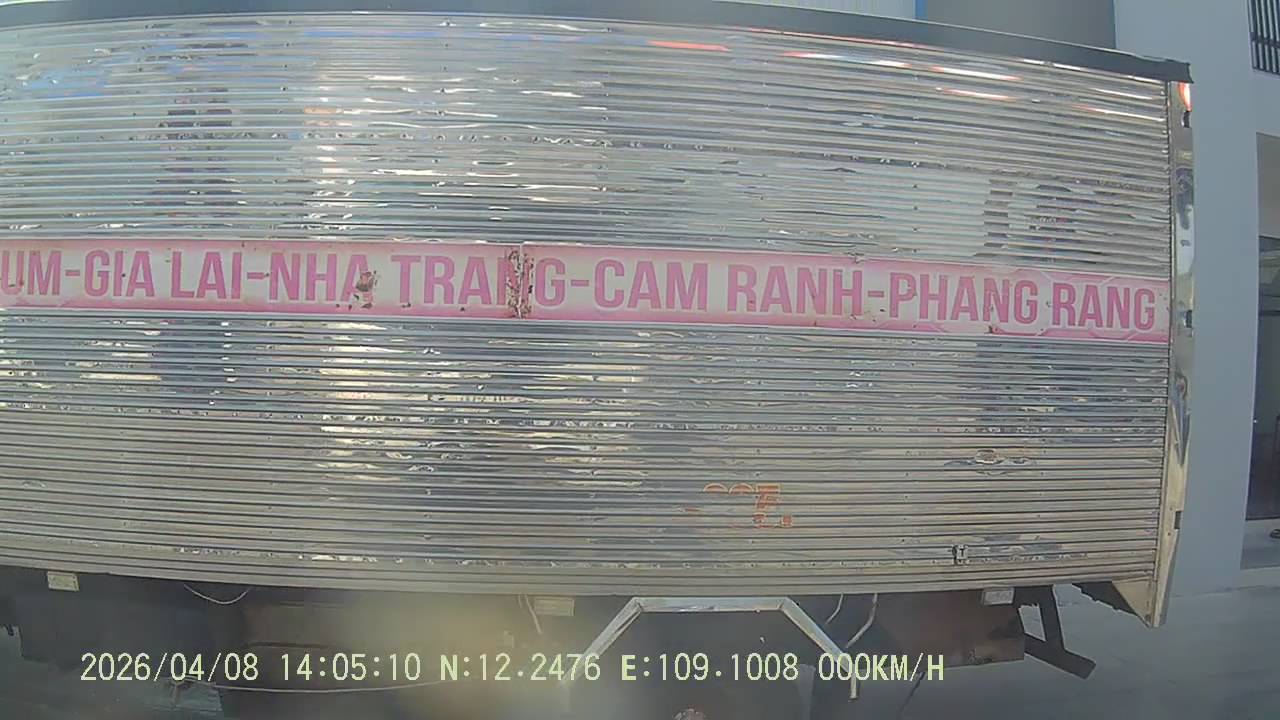 UM-GIA LAI-NHA TRANG-CAM RANH-PHANG RANG
2026/04/08 14:05:10 N:12.2476 E:109.1008 000KM/H